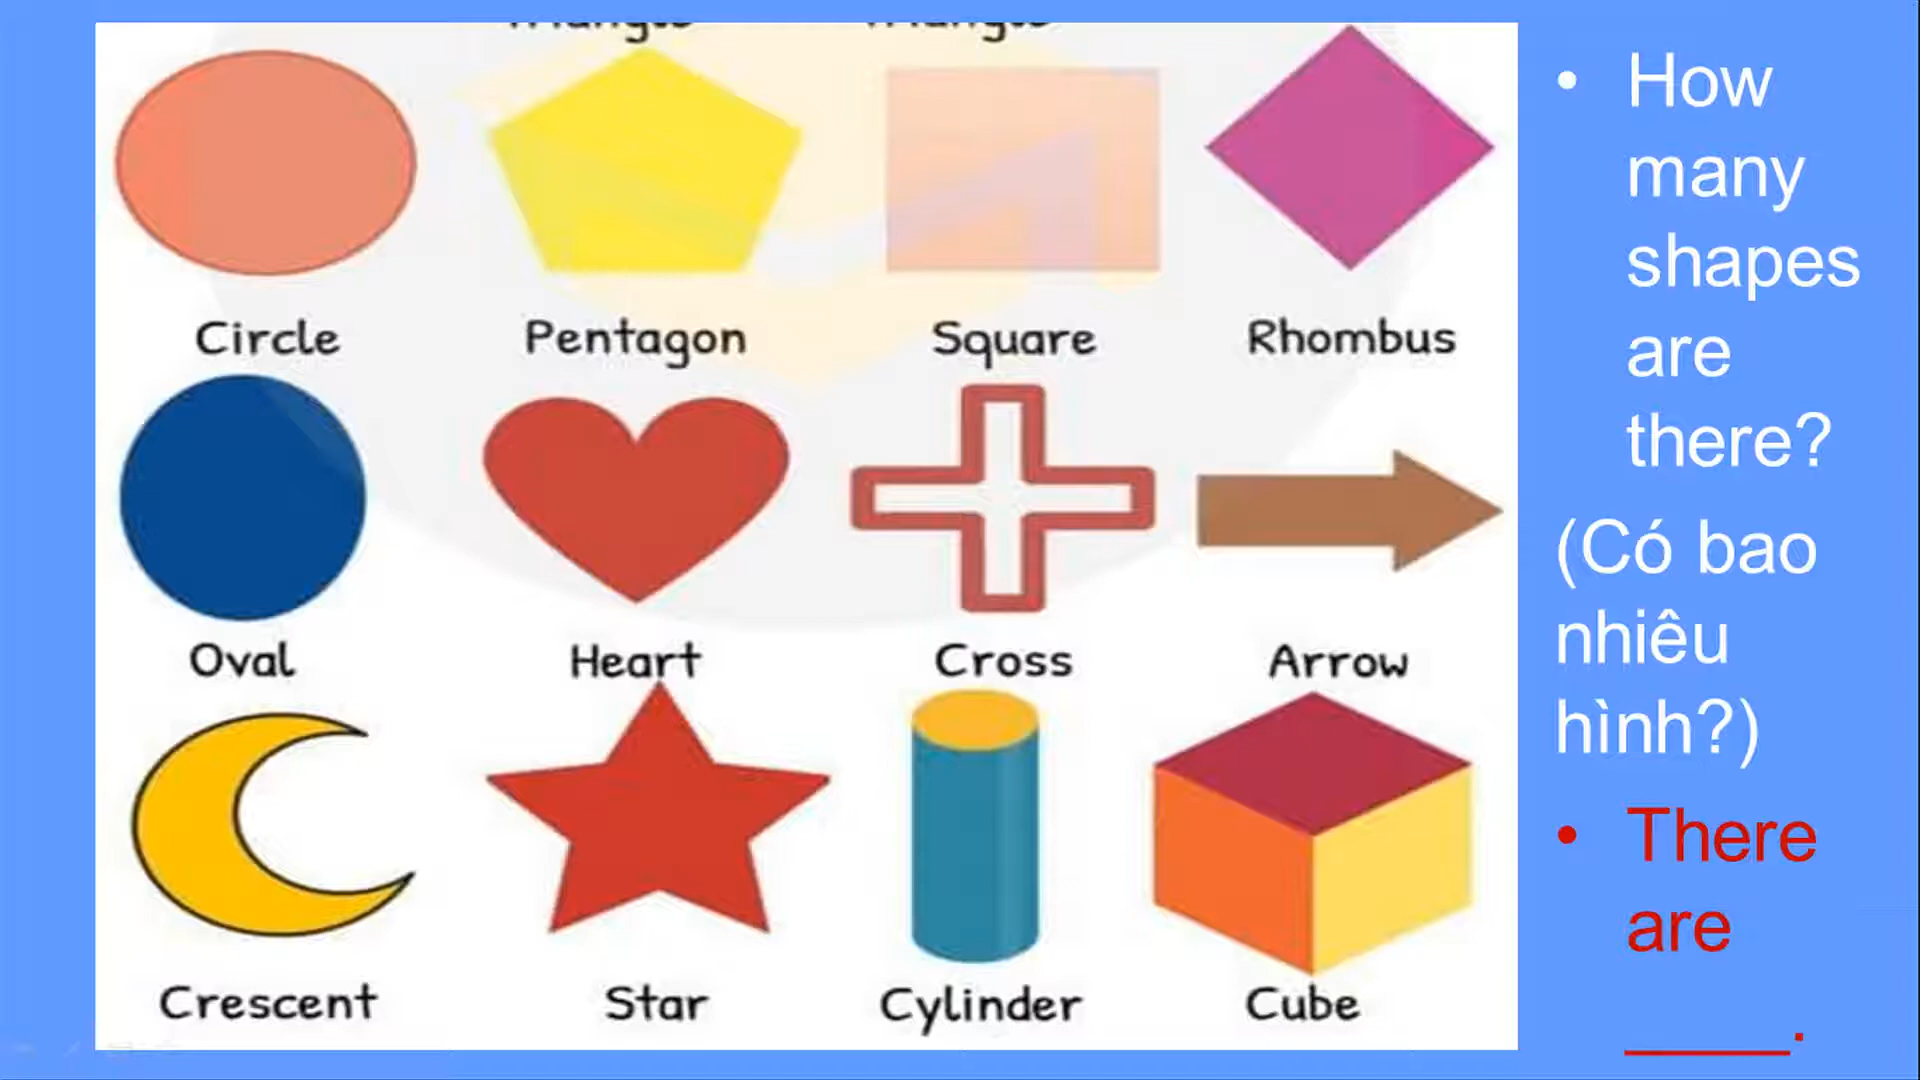 Circle Pentagon Square Rhombus
Oval Heart Cross Arrow
Crescent Star Cylinder Cube
• How
many
shapes
are
there?
(Có bao
nhiêu
hình?)
• There
are
____.